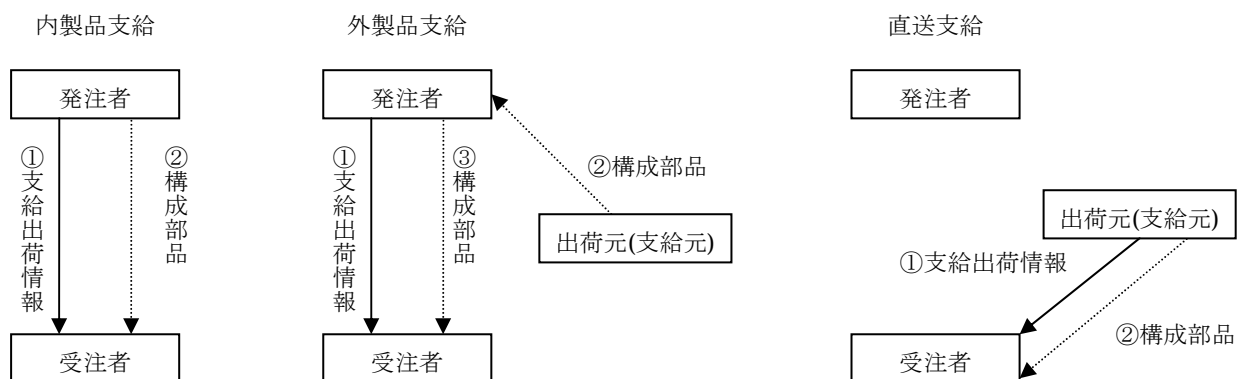 内製品支給
外製品支給
直送支給
発注者
発注者
発注者
①支給出荷情報
②構成部品
①支給出荷情報
③構成部品
②構成部品
出荷元(支給元)
出荷元(支給元)
①支給出荷情報
②構成部品
受注者
受注者
受注者